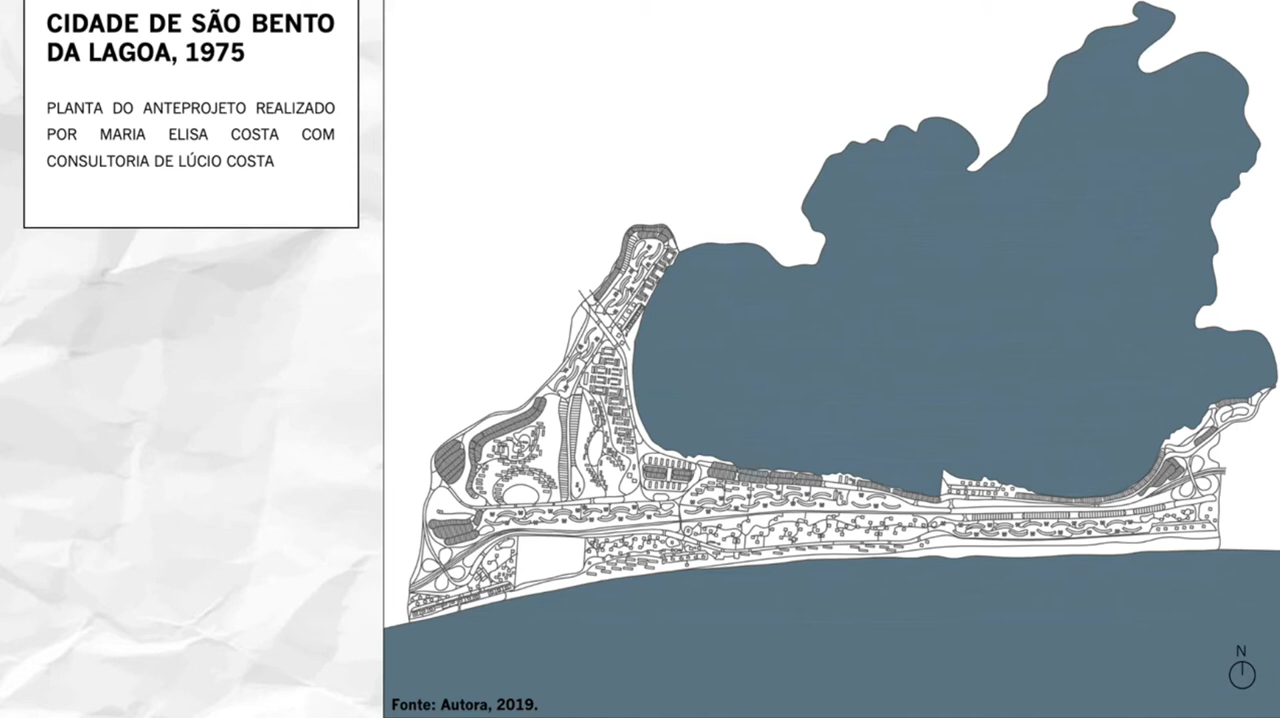 CIDADE DE SÃO BENTO
DA LAGOA, 1975
PLANTA DO ANTEPROJETO REALIZADO
POR MARIA ELISA COSTA COM
CONSULTORIA DE LÚCIO COSTA
N
Fonte: Autora, 2019.